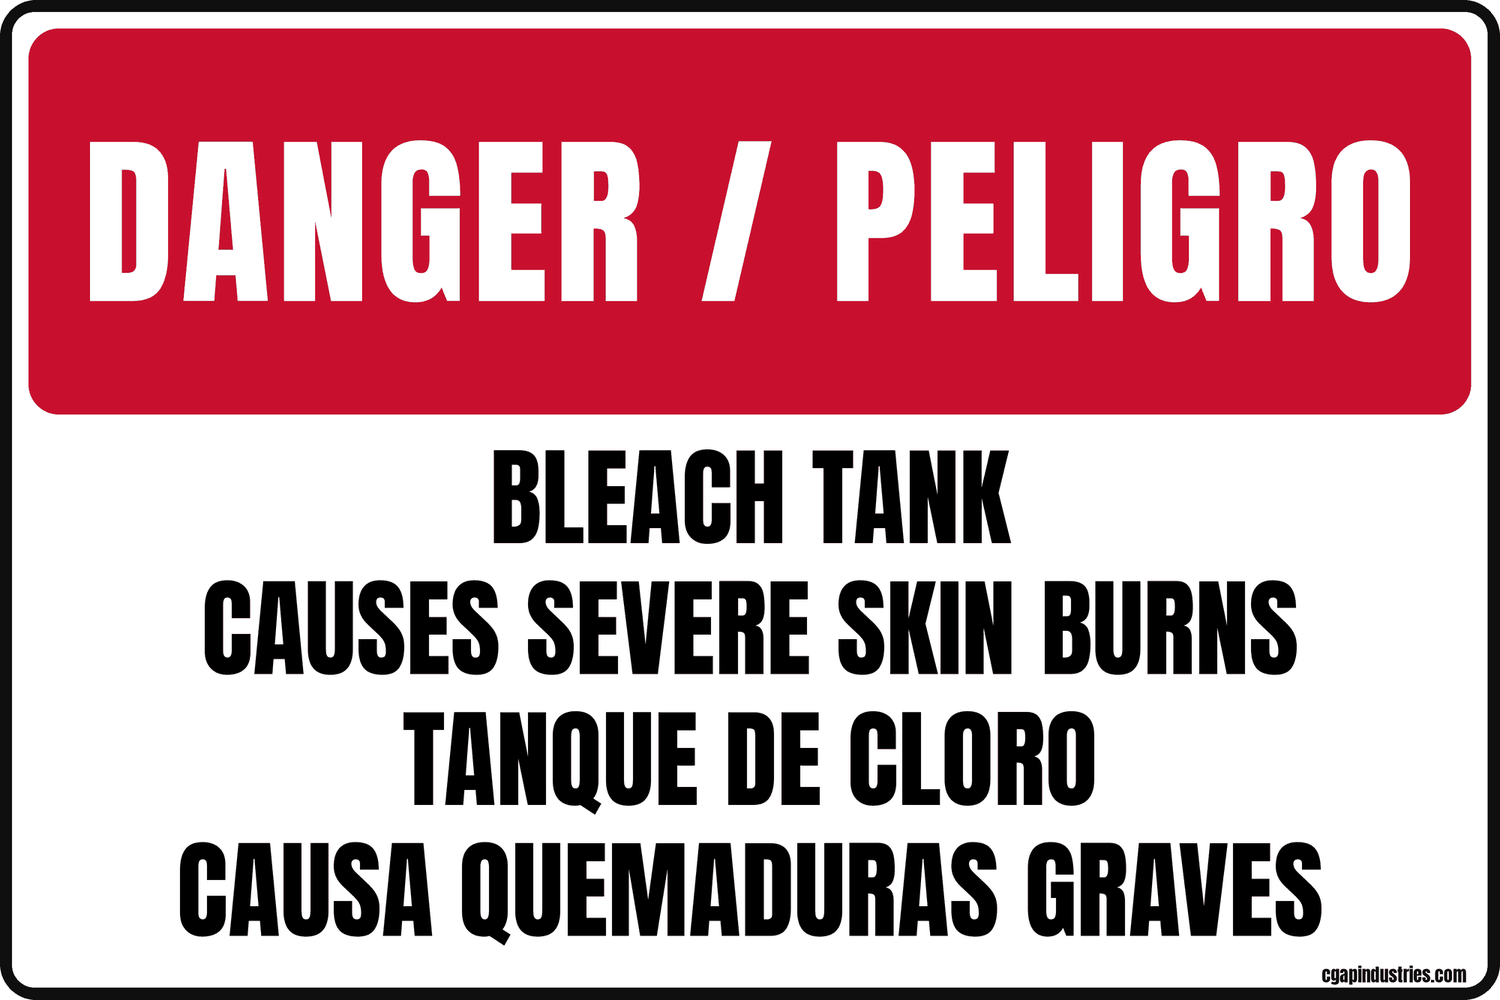 DANGER / PELIGRO
BLEACH TANK
CAUSES SEVERE SKIN BURNS
TANQUE DE CLORO
CAUSA QUEMADURAS GRAVES
cgapindustries.com